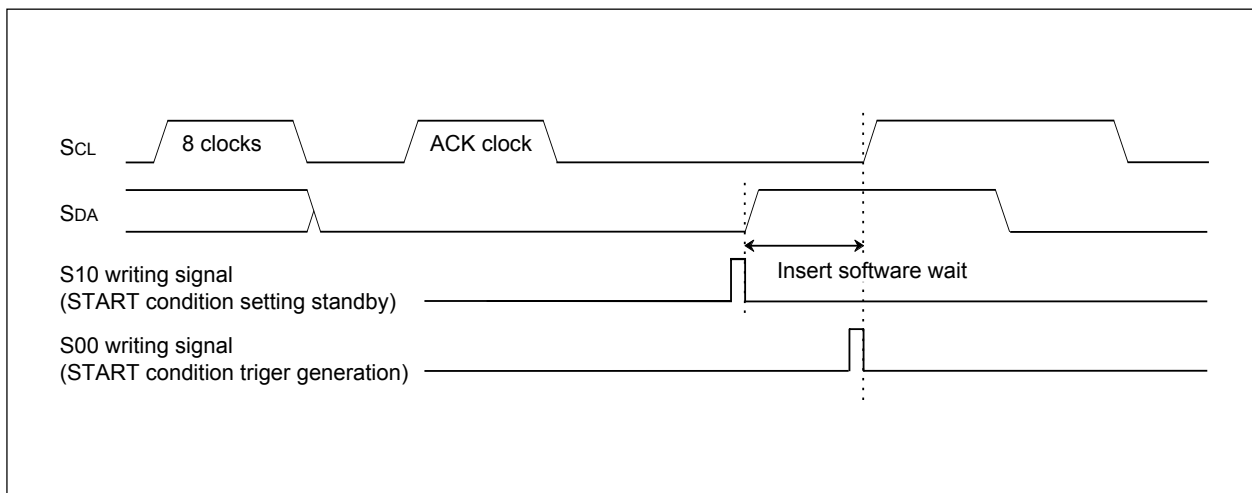 SCL
8 clocks
ACK clock
SDA
Insert software wait
S10 writing signal
(START condition setting standby)
S00 writing signal
(START condition triger generation)